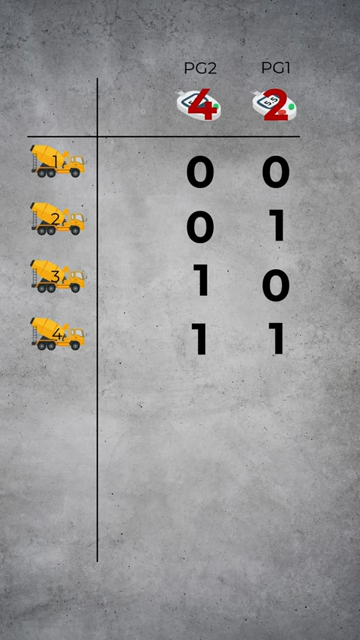 PG2 PG1
4 2
1 0 0
2 0 1
3 1 0
4 1 1